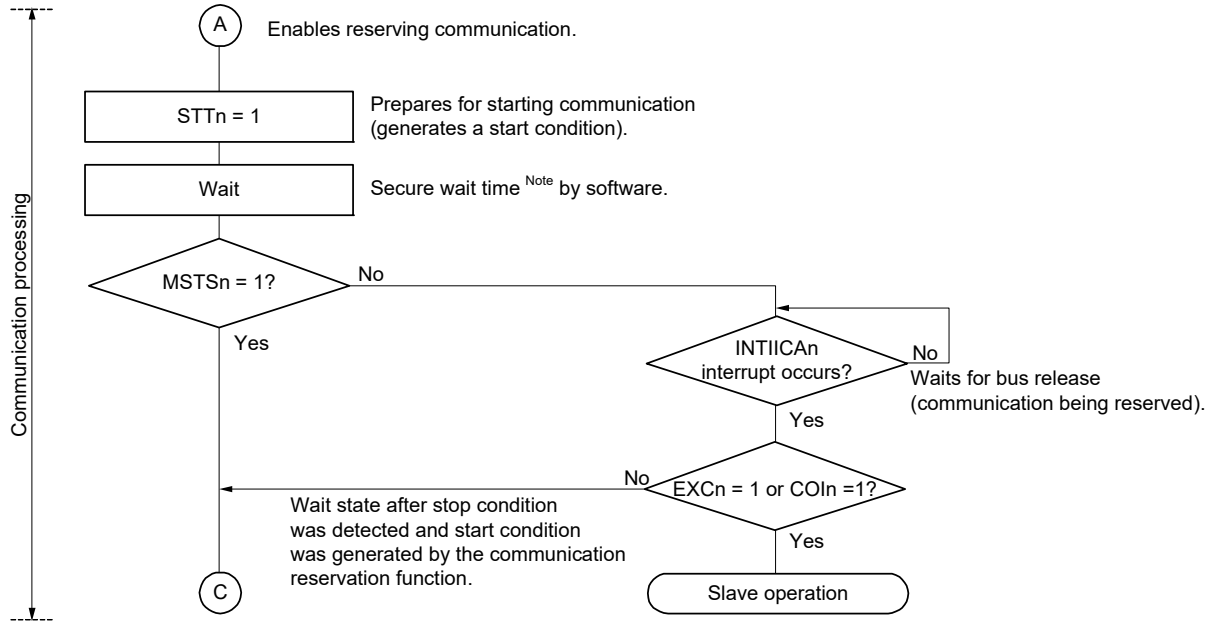 A
Enables reserving communication.
STTn = 1
Prepares for starting communication
(generates a start condition).
Wait
Secure wait time Note by software.
MSTSn = 1?
No
Yes
INTIICAn
interrupt occurs?
No
Waits for bus release
(communication being reserved).
Yes
EXCn = 1 or COIn =1?
No
Wait state after stop condition
was detected and start condition
was generated by the communication
reservation function.
Yes
C
Slave operation
Communication processing